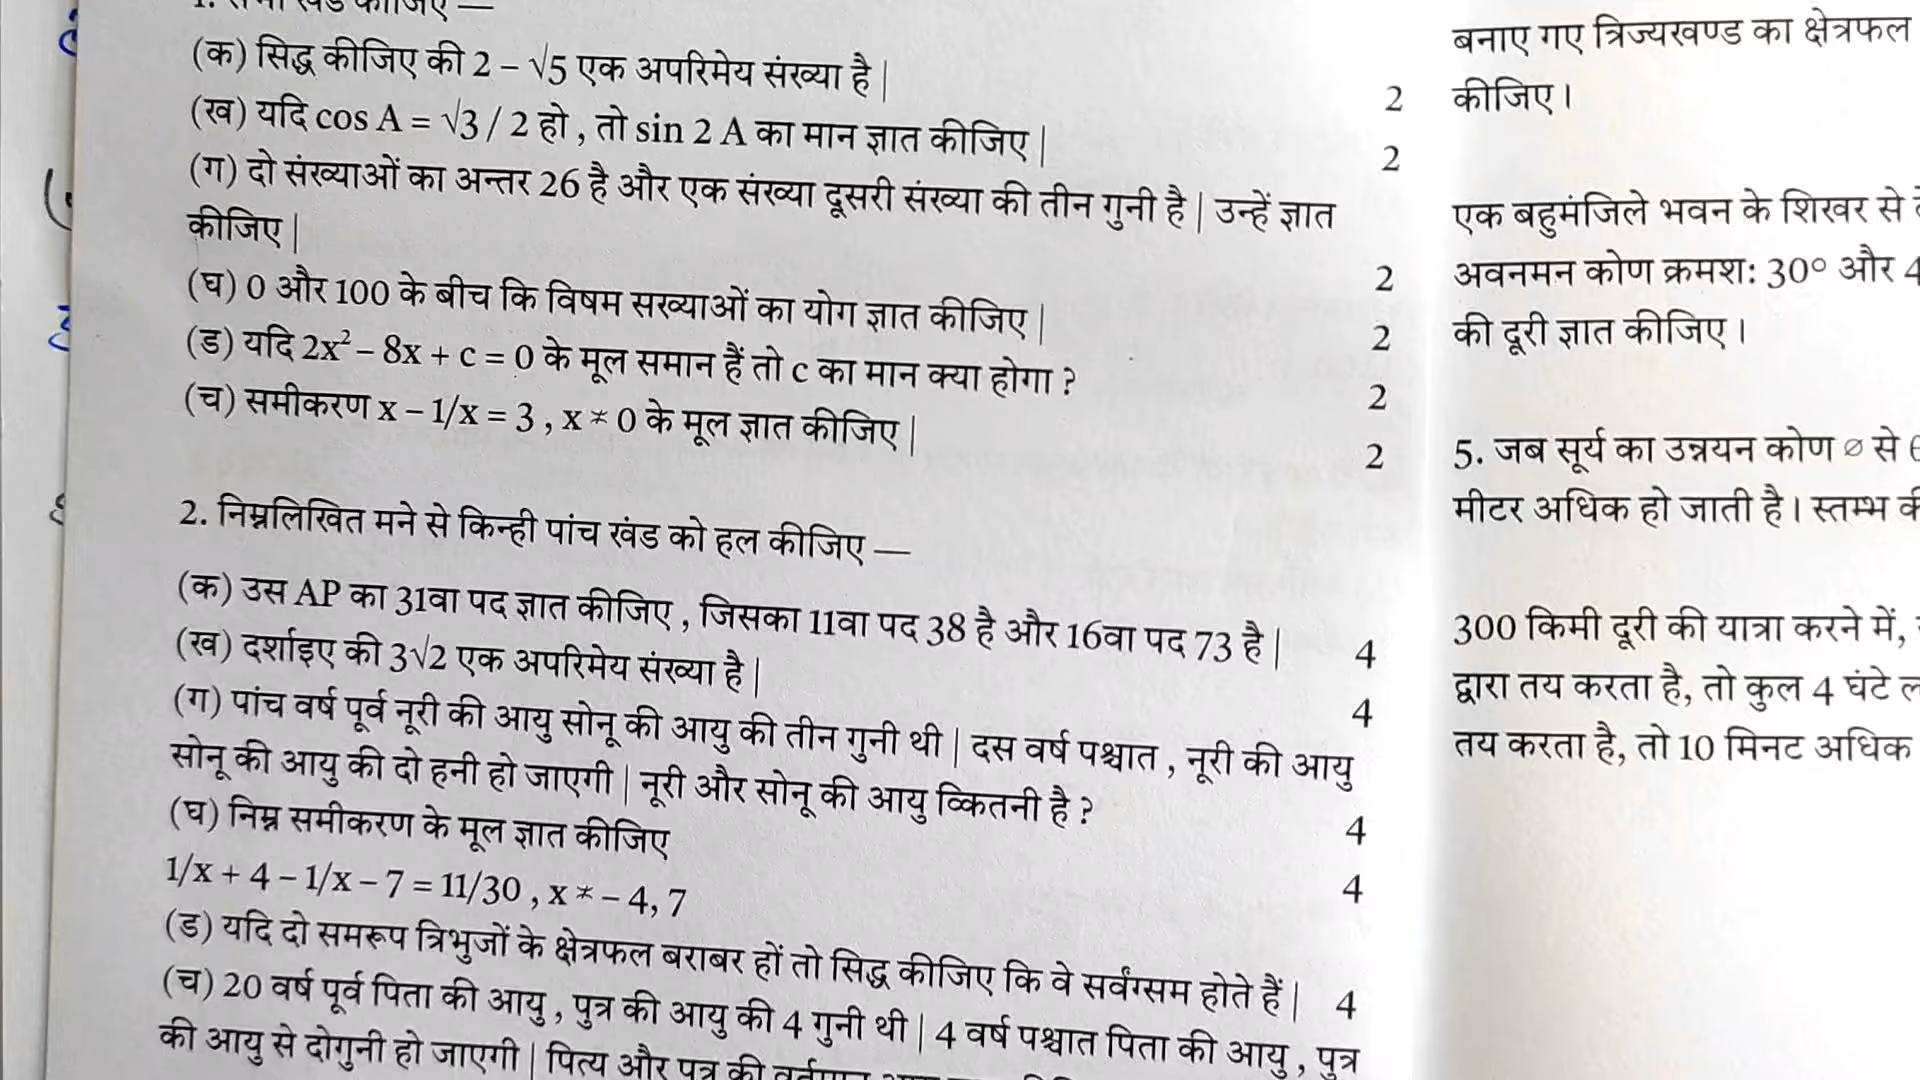 (क) सिद्ध कीजिए की 2 – √5 एक अपरिमेय संख्या है |
2
(ख) यदि cos A = √3 / 2 हो , तो sin 2 A का मान ज्ञात कीजिए |
2
(ग) दो संख्याओं का अन्तर 26 है और एक संख्या दूसरी संख्या की तीन गुनी है | उन्हें ज्ञात
कीजिए |
2
(घ) 0 और 100 के बीच कि विषम सख्याओं का योग ज्ञात कीजिए |
2
(ड) यदि 2x² – 8x + c = 0 के मूल समान हैं तो c का मान क्या होगा ?
2
(च) समीकरण x – 1/x = 3 , x * 0 के मूल ज्ञात कीजिए |
2
2. निम्नलिखित मने से किन्ही पांच खंड को हल कीजिए —
(क) उस AP का 31वा पद ज्ञात कीजिए , जिसका 11वा पद 38 है और 16वा पद 73 है |
4
(ख) दर्शाइए की 3√2 एक अपरिमेय संख्या है |
4
(ग) पांच वर्ष पूर्व नूरी की आयु सोनू की आयु की तीन गुनी थी | दस वर्ष पश्चात , नूरी की आयु
सोनू की आयु की दो हनी हो जाएगी | नूरी और सोनू की आयु व्कितनी है ?
4
(घ) निम्न समीकरण के मूल ज्ञात कीजिए
4
1/x + 4 – 1/x – 7 = 11/30 , x * – 4, 7
(ड) यदि दो समरूप त्रिभुजों के क्षेत्रफल बराबर हों तो सिद्ध कीजिए कि वे सर्वंग्सम होते हैं |
4
(च) 20 वर्ष पूर्व पिता की आयु , पुत्र की आयु की 4 गुनी थी | 4 वर्ष पश्चात पिता की आयु , पुत्र
की आयु से दोगुनी हो जाएगी | पित्य और पुत्र की
बनाए गए त्रिज्यखण्ड का क्षेत्रफल
कीजिए।
एक बहुमंजिले भवन के शिखर से
अवनमन कोण क्रमश: 30° और
की दूरी ज्ञात कीजिए।
5. जब सूर्य का उन्नयन कोण ø से
मीटर अधिक हो जाती है। स्तम्भ
300 किमी दूरी की यात्रा करने में,
द्वारा तय करता है, तो कुल 4 घंटे
तय करता है, तो 10 मिनट अधिक